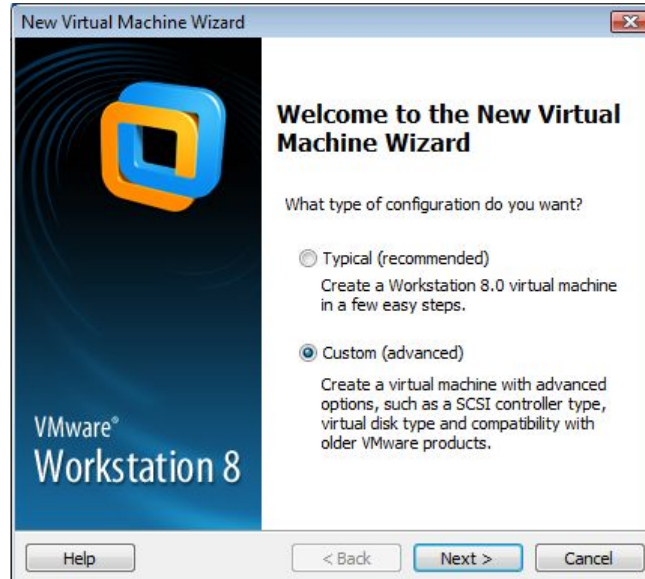 New Virtual Machine Wizard
Welcome to the New Virtual
Machine Wizard
What type of configuration do you want?
Typical (recommended)
Create a Workstation 8.0 virtual machine
in a few easy steps.
Custom (advanced)
Create a virtual machine with advanced
options, such as a SCSI controller type,
virtual disk type and compatibility with
older VMware products.
VMware®
Workstation 8
Help
< Back
Next >
Cancel